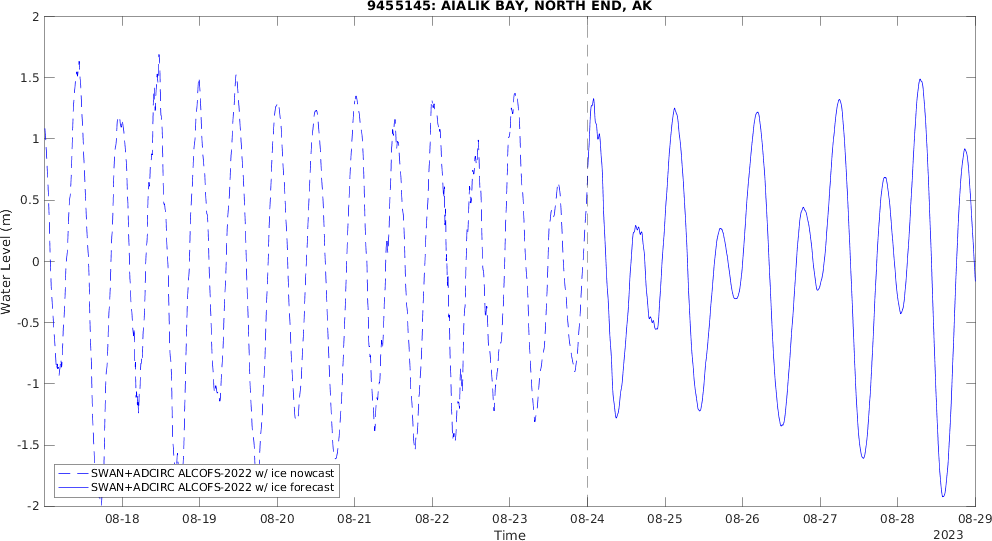 9455145: AIALIK BAY, NORTH END, AK
Water Level (m)
2
1.5
1
0.5
0
-0.5
-1
-1.5
-2
SWAN+ADCIRC ALCOFS-2022 w/ ice nowcast
SWAN+ADCIRC ALCOFS-2022 w/ ice forecast
08-18 08-19 08-20 08-21 08-22 08-23 08-24 08-25 08-26 08-27 08-28 08-29
Time
2023